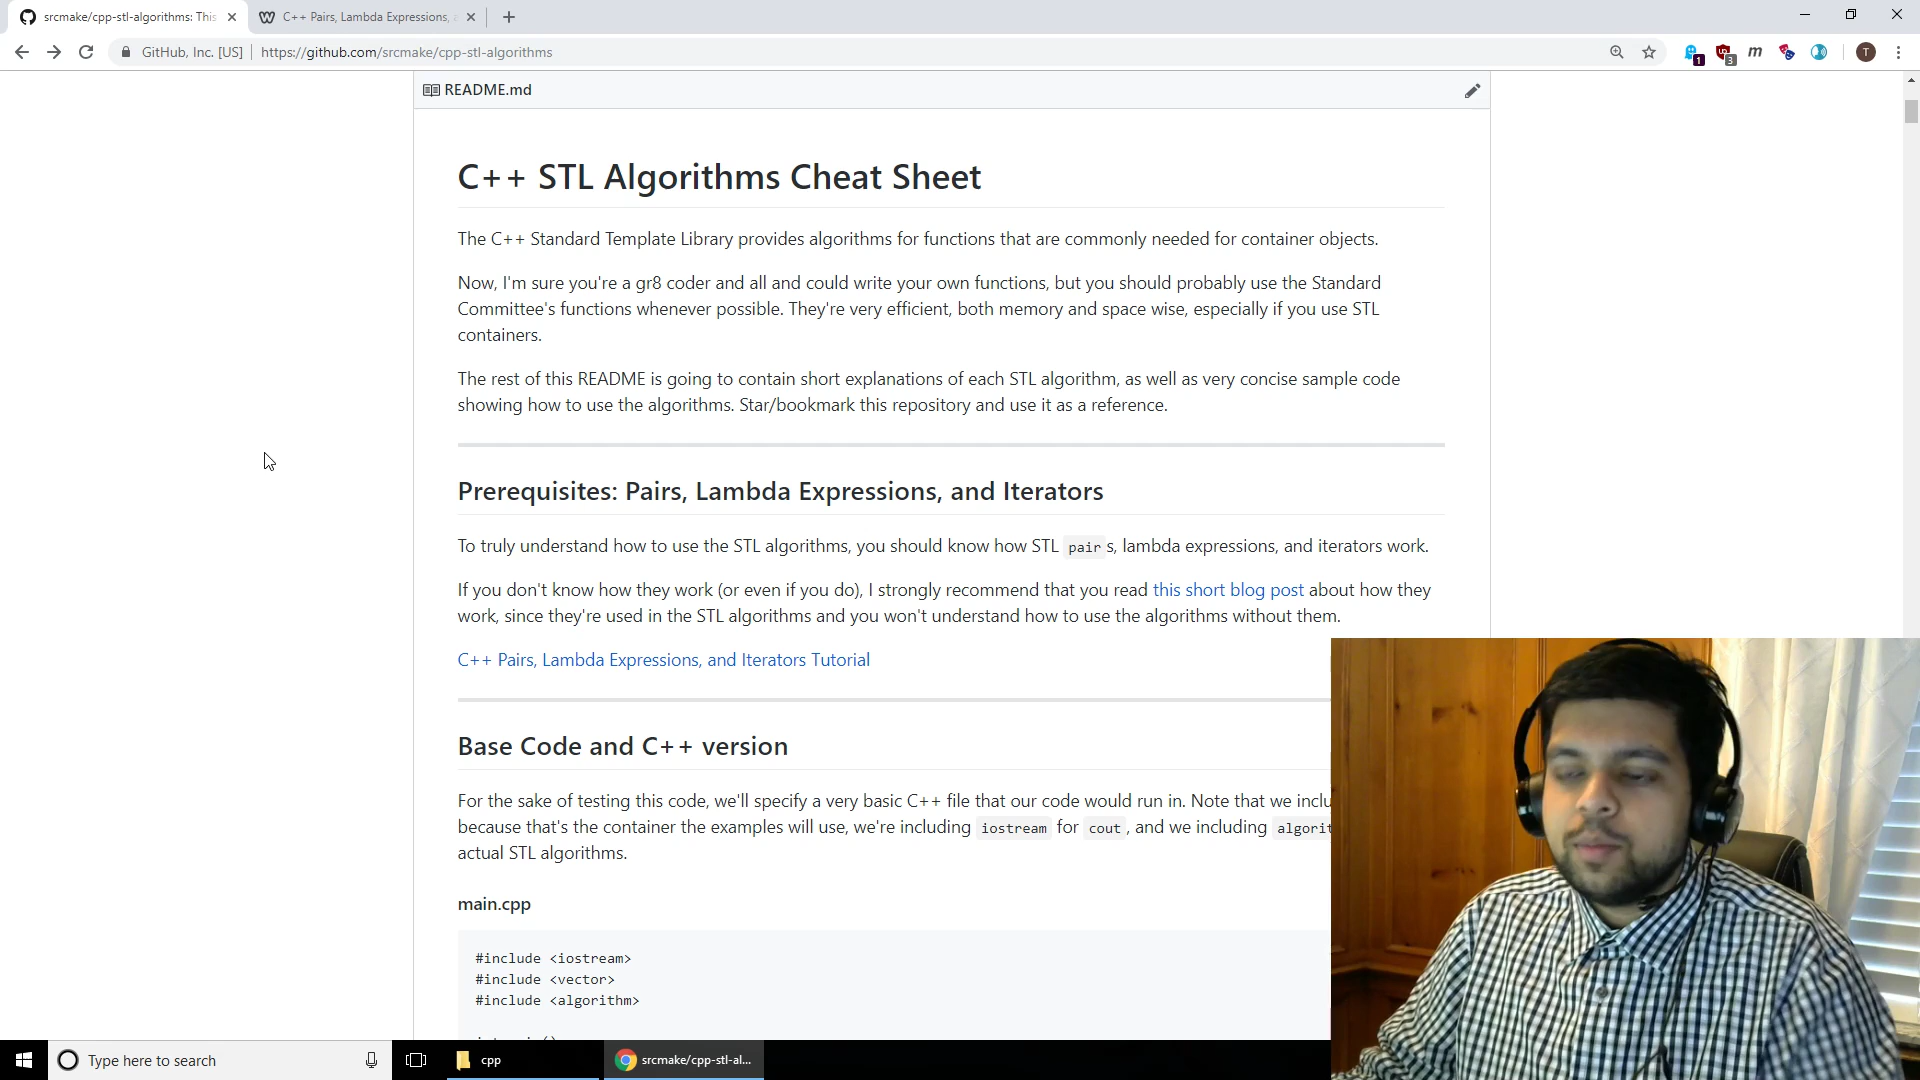 srcmake/cpp-stl-algorithms: This
C++ Pairs, Lambda Expressions,
GitHub, Inc. [US]
https://github.com/srcmake/cpp-stl-algorithms
1
3
m
T
README.md
C++ STL Algorithms Cheat Sheet
The C++ Standard Template Library provides algorithms for functions that are commonly needed for container objects.
Now, I'm sure you're a gr8 coder and all and could write your own functions, but you should probably use the Standard
Committee's functions whenever possible. They're very efficient, both memory and space wise, especially if you use STL
containers.
The rest of this README is going to contain short explanations of each STL algorithm, as well as very concise sample code
showing how to use the algorithms. Star/bookmark this repository and use it as a reference.
Prerequisites: Pairs, Lambda Expressions, and Iterators
To truly understand how to use the STL algorithms, you should know how STL pair s, lambda expressions, and iterators work.
If you don't know how they work (or even if you do), I strongly recommend that you read this short blog post about how they
work, since they're used in the STL algorithms and you won't understand how to use the algorithms without them.
C++ Pairs, Lambda Expressions, and Iterators Tutorial
Base Code and C++ version
For the sake of testing this code, we'll specify a very basic C++ file that our code would run in. Note that we inclu
because that's the container the examples will use, we're including iostream for cout , and we including algorit
actual STL algorithms.
main.cpp
#include <iostream>
#include <vector>
#include <algorithm>
Type here to search
cpp
srcmake/cpp-stl-al...